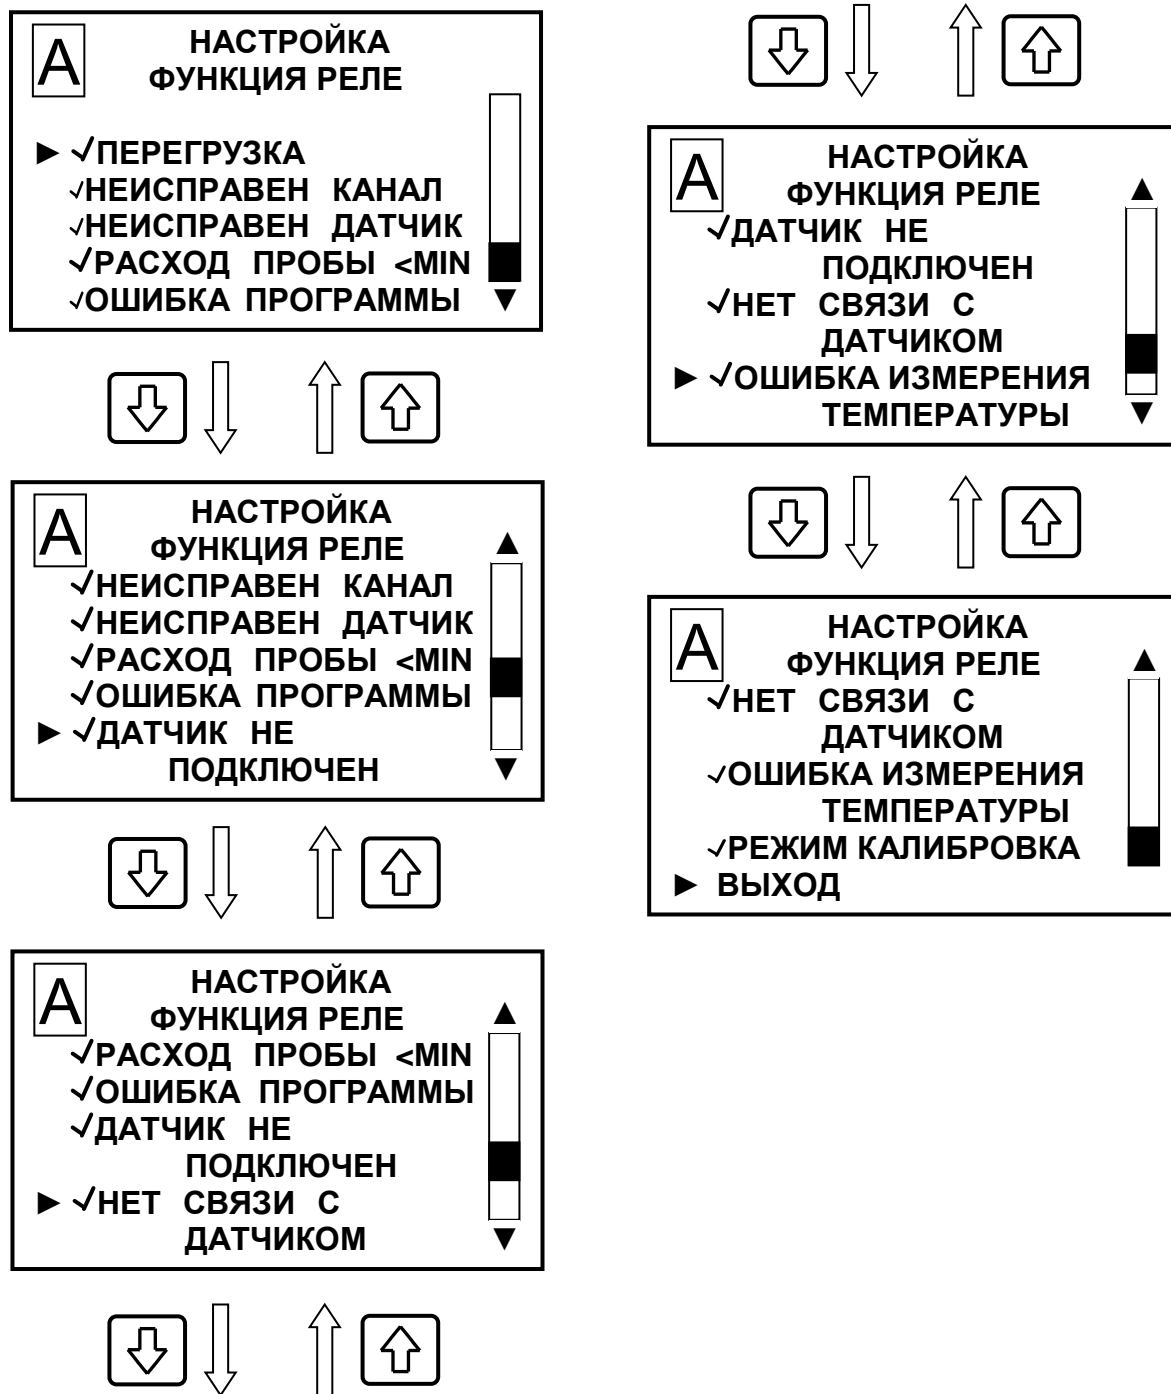 А НАСТРОЙКА
ФУНКЦИЯ РЕЛЕ
► ✓ПЕРЕГРУЗКА
✓НЕИСПРАВЕН КАНАЛ
✓НЕИСПРАВЕН ДАТЧИК
✓РАСХОД ПРОБЫ <MIN
✓ОШИБКА ПРОГРАММЫ ▼
А НАСТРОЙКА
ФУНКЦИЯ РЕЛЕ ▲
✓НЕИСПРАВЕН КАНАЛ
✓НЕИСПРАВЕН ДАТЧИК
✓РАСХОД ПРОБЫ <MIN
✓ОШИБКА ПРОГРАММЫ
► ✓ДАТЧИК НЕ
ПОДКЛЮЧЕН ▼
А НАСТРОЙКА
ФУНКЦИЯ РЕЛЕ ▲
✓РАСХОД ПРОБЫ <MIN
✓ОШИБКА ПРОГРАММЫ
✓ДАТЧИК НЕ
ПОДКЛЮЧЕН
► ✓НЕТ СВЯЗИ С
ДАТЧИКОМ ▼
А НАСТРОЙКА
ФУНКЦИЯ РЕЛЕ ▲
✓ДАТЧИК НЕ
ПОДКЛЮЧЕН
✓НЕТ СВЯЗИ С
ДАТЧИКОМ
► ✓ОШИБКА ИЗМЕРЕНИЯ
ТЕМПЕРАТУРЫ ▼
А НАСТРОЙКА
ФУНКЦИЯ РЕЛЕ ▲
✓НЕТ СВЯЗИ С
ДАТЧИКОМ
✓ОШИБКА ИЗМЕРЕНИЯ
ТЕМПЕРАТУРЫ
✓РЕЖИМ КАЛИБРОВКА
► ВЫХОД